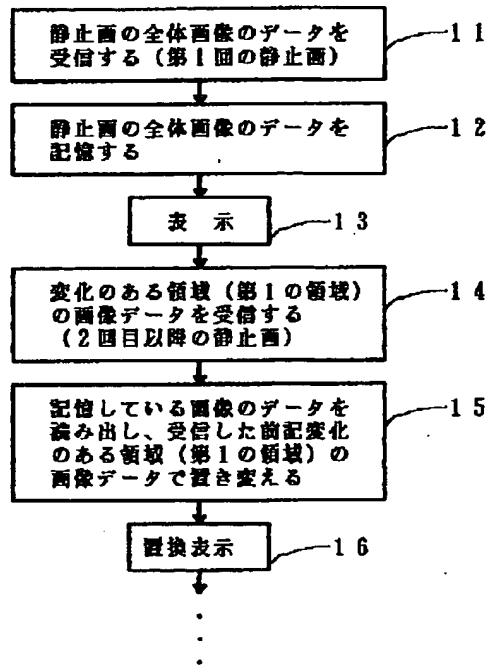 静止画の全体画像のデータを
受信する(第1回の静止画)
11
静止画の全体画像のデータを
記憶する
12
表 示
13
変化のある領域(第1の領域)
の画像データを受信する
(2回目以降の静止画)
14
記憶している画像のデータを
読み出し、受信した前記変化
のある領域(第1の領域)の
画像データで置き変える
15
置換表示
16